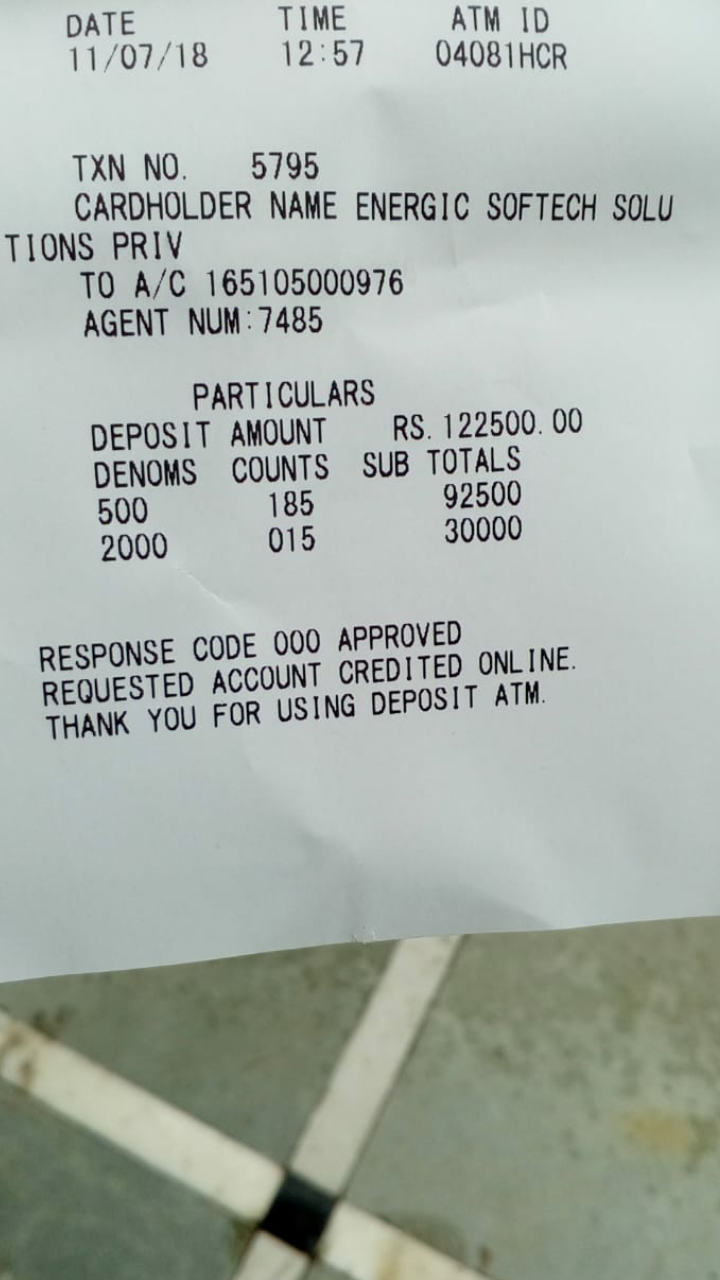 DATE TIME ATM ID
11/07/18 12:57 04081HCR
TXN NO. 5795
CARDHOLDER NAME ENERGIC SOFTECH SOLU
TIONS PRIV
TO A/C 165105000976
AGENT NUM:7485
PARTICULARS
DEPOSIT AMOUNT RS.122500.00
DENOMS COUNTS SUB TOTALS
500 185 92500
2000 015 30000
RESPONSE CODE 000 APPROVED
REQUESTED ACCOUNT CREDITED ONLINE.
THANK YOU FOR USING DEPOSIT ATM.